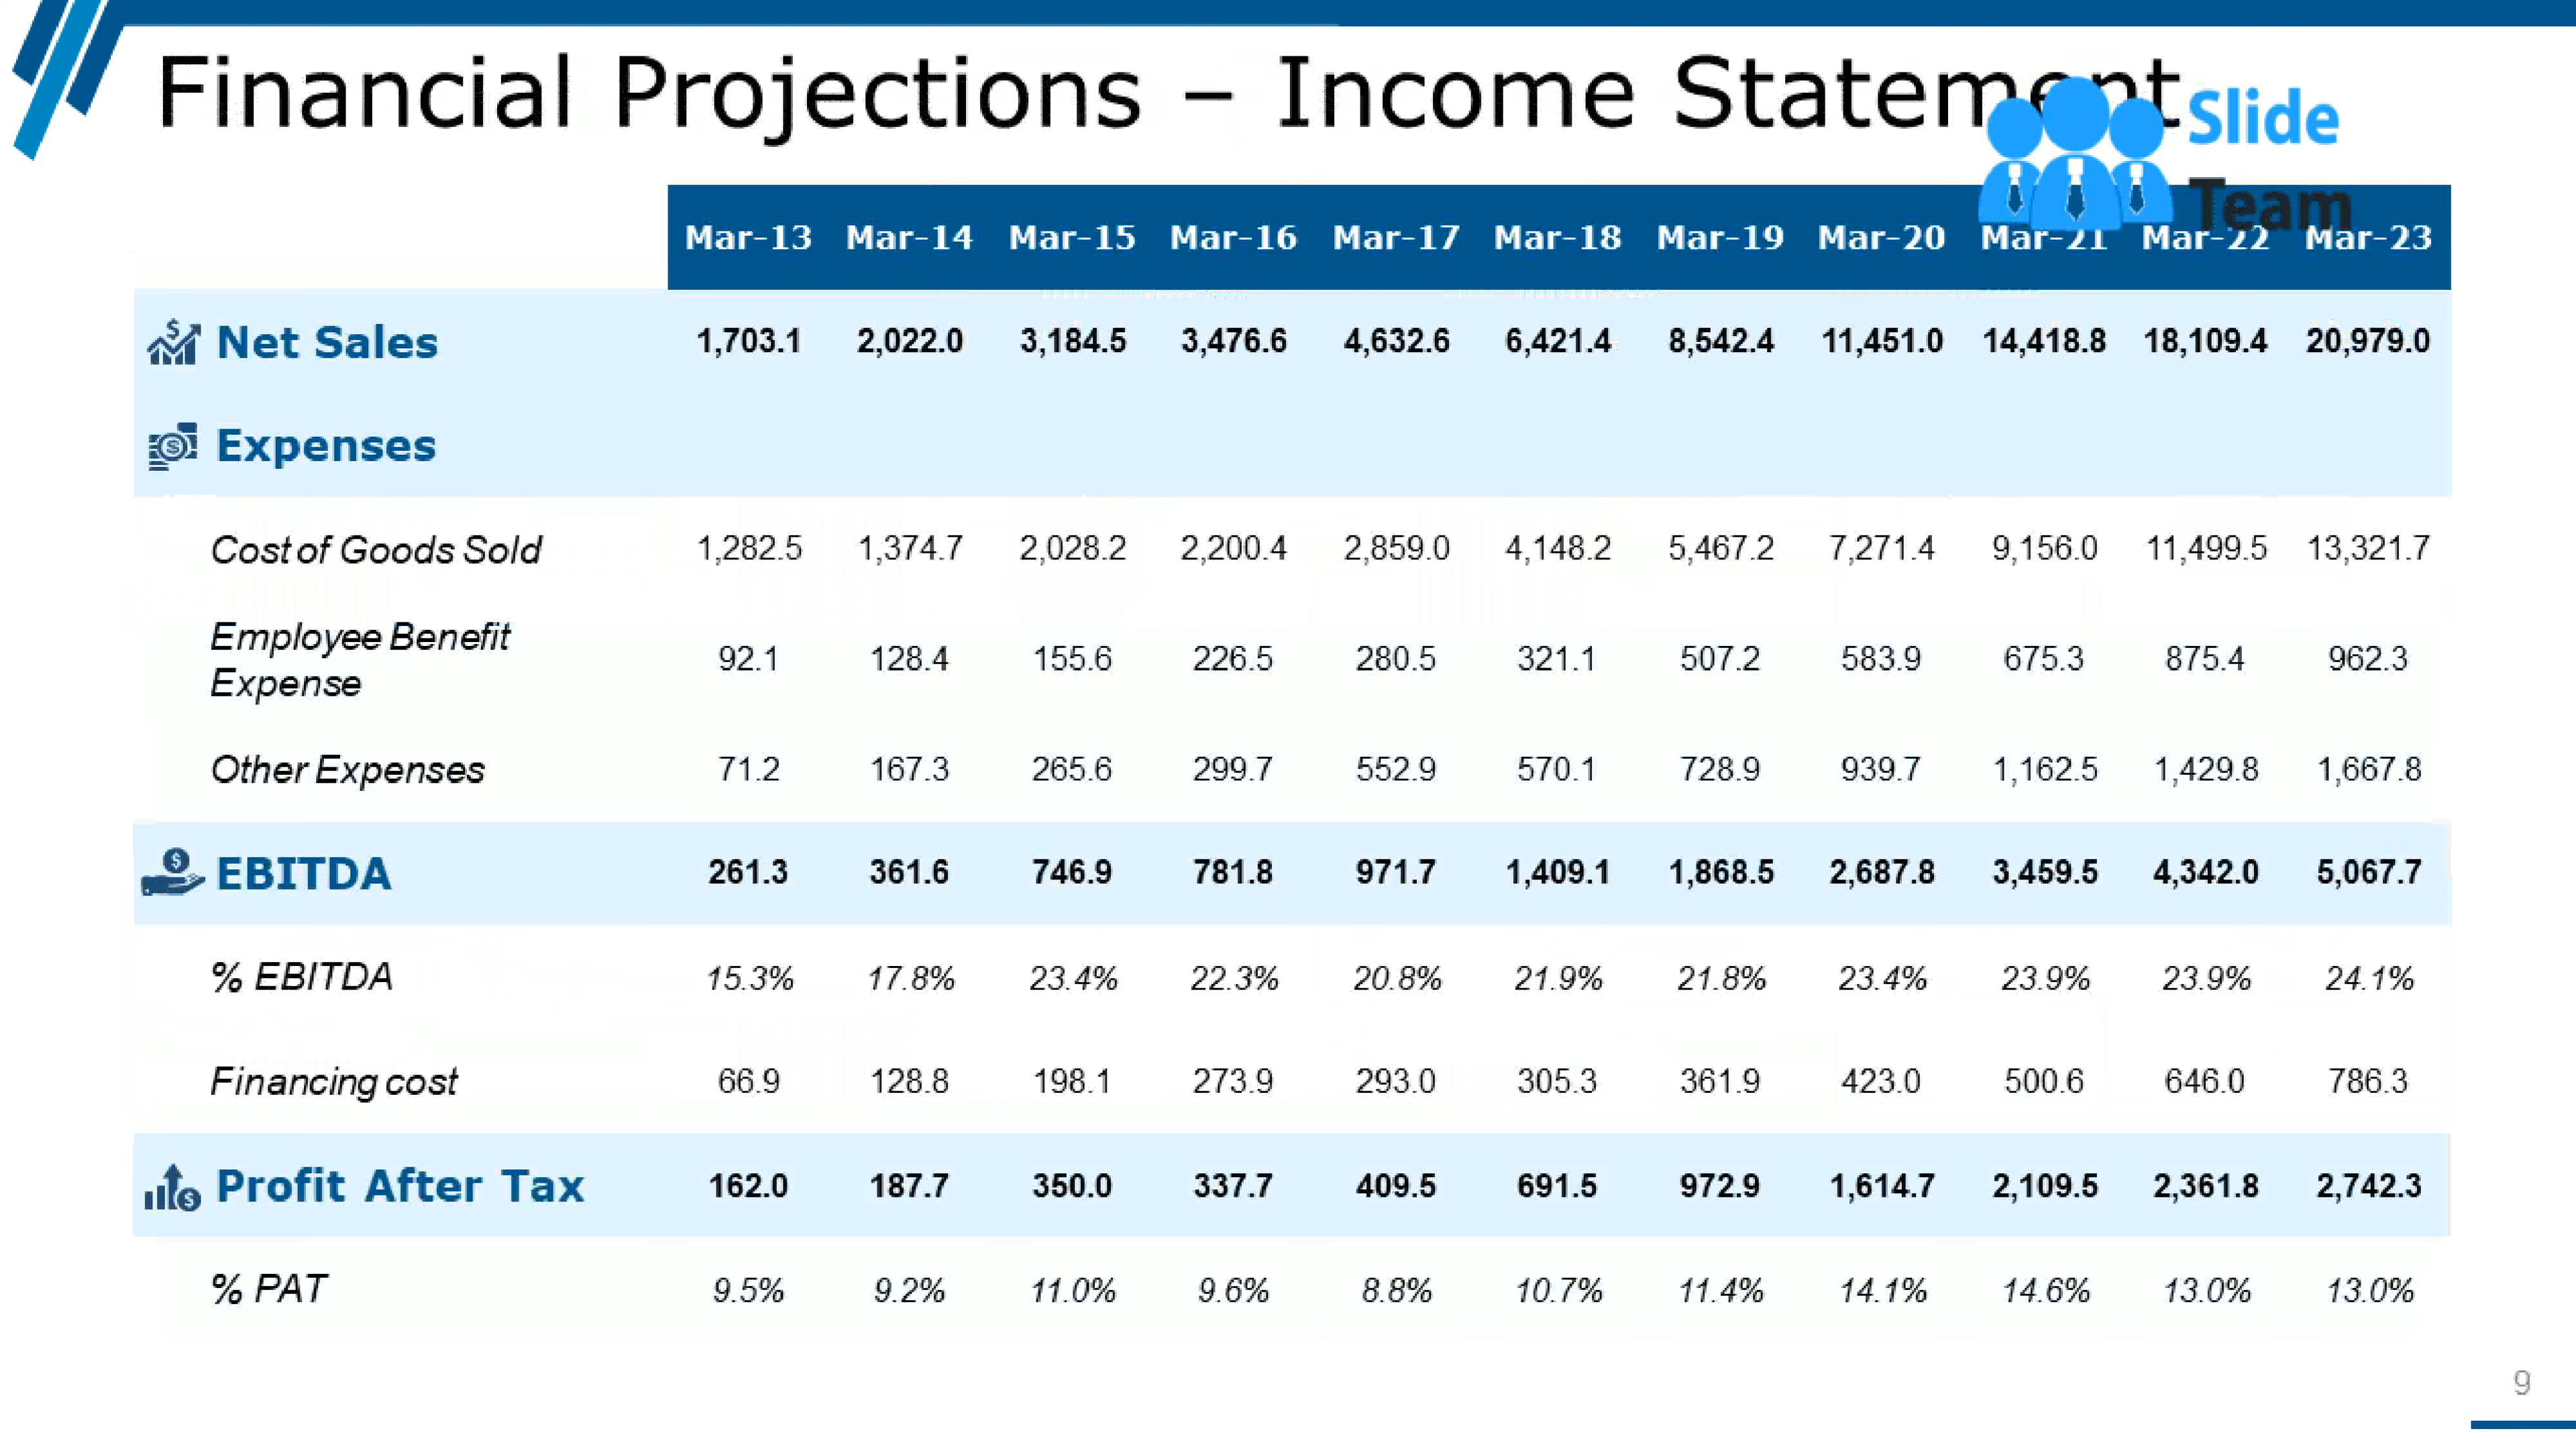 Financial Projections – Income Statement
Slide
Team
Mar-13 Mar-14 Mar-15 Mar-16 Mar-17 Mar-18 Mar-19 Mar-20 Mar-21 Mar-22 Mar-23
Net Sales 1,703.1 2,022.0 3,184.5 3,476.6 4,632.6 6,421.4 8,542.4 11,451.0 14,418.8 18,109.4 20,979.0
Expenses
Cost of Goods Sold 1,282.5 1,374.7 2,028.2 2,200.4 2,859.0 4,148.2 5,467.2 7,271.4 9,156.0 11,499.5 13,321.7
Employee Benefit
Expense 92.1 128.4 155.6 226.5 280.5 321.1 507.2 583.9 675.3 875.4 962.3
Other Expenses 71.2 167.3 265.6 299.7 552.9 570.1 728.9 939.7 1,162.5 1,429.8 1,667.8
EBITDA 261.3 361.6 746.9 781.8 971.7 1,409.1 1,868.5 2,687.8 3,459.5 4,342.0 5,067.7
% EBITDA 15.3% 17.8% 23.4% 22.3% 20.8% 21.9% 21.8% 23.4% 23.9% 23.9% 24.1%
Financing cost 66.9 128.8 198.1 273.9 293.0 305.3 361.9 423.0 500.6 646.0 786.3
Profit After Tax 162.0 187.7 350.0 337.7 409.5 691.5 972.9 1,614.7 2,109.5 2,361.8 2,742.3
% PAT 9.5% 9.2% 11.0% 9.6% 8.8% 10.7% 11.4% 14.1% 14.6% 13.0% 13.0%
9